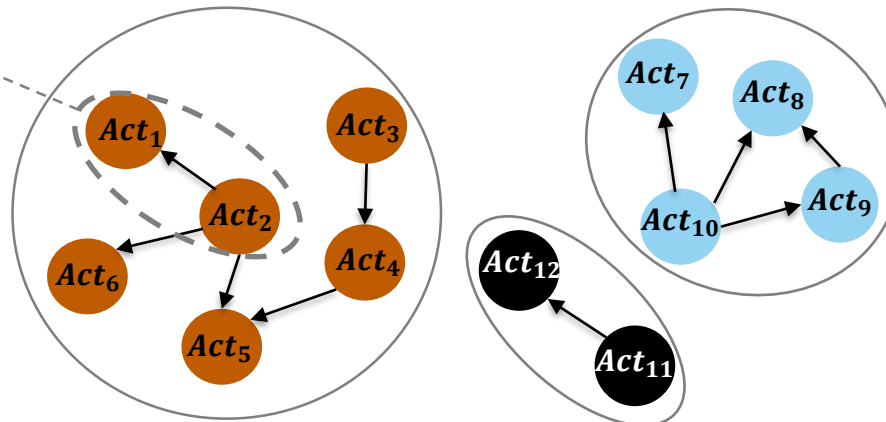 Act₁
Act₂
Act₃
Act₄
Act₅
Act₆
Act₇
Act₈
Act₉
Act₁₀
Act₁₁
Act₁₂